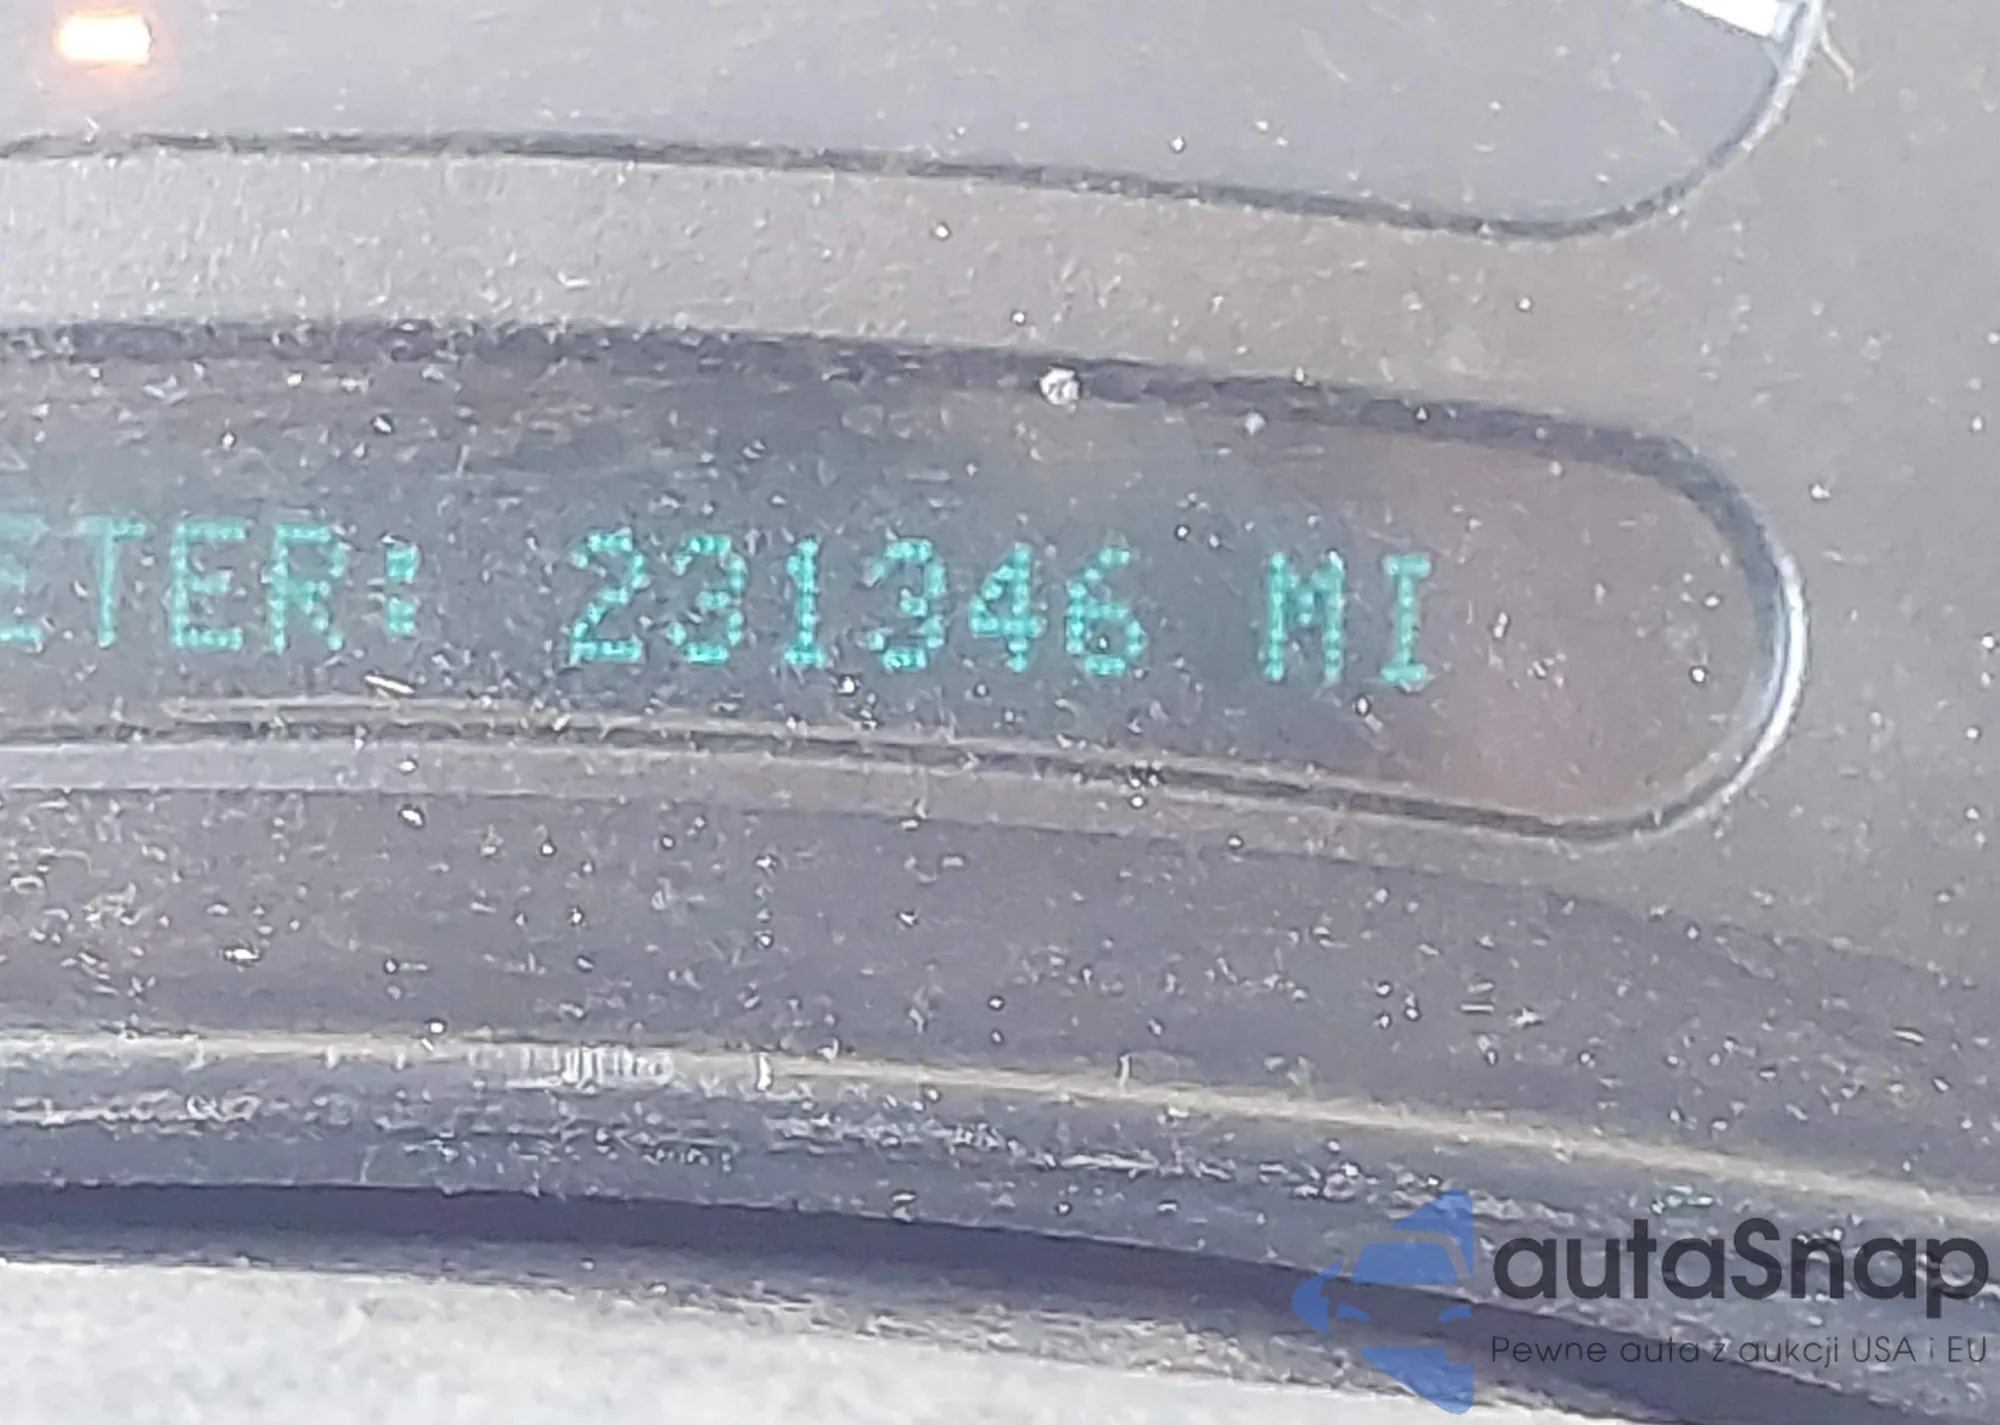 ETER: 231346 MI
autaSnap
Pewne auta z aukcji USA i EU